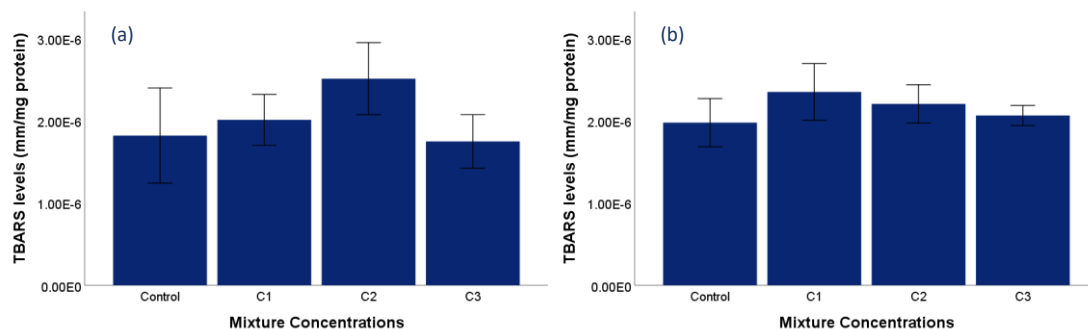 (a)
TBARS levels (mm/mg protein)
3.00E-6
2.00E-6
1.00E-6
0.00E0
Control C1 C2 C3
Mixture Concentrations
(b)
TBARS levels (mm/mg protein)
3.00E-6
2.00E-6
1.00E-6
0.00E0
Control C1 C2 C3
Mixture Concentrations